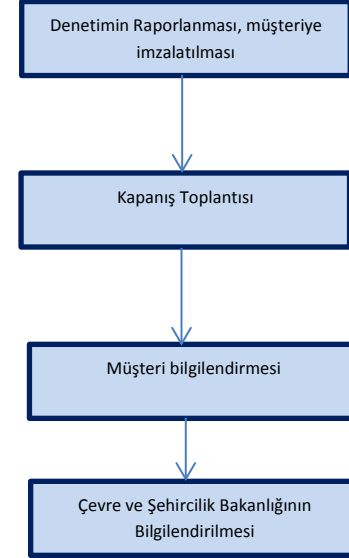 Denetimin Raporlanması, müşteriye
imzalatılması
Kapanış Toplantısı
Müşteri bilgilendirmesi
Çevre ve Şehircilik Bakanlığının
Bilgilendirilmesi